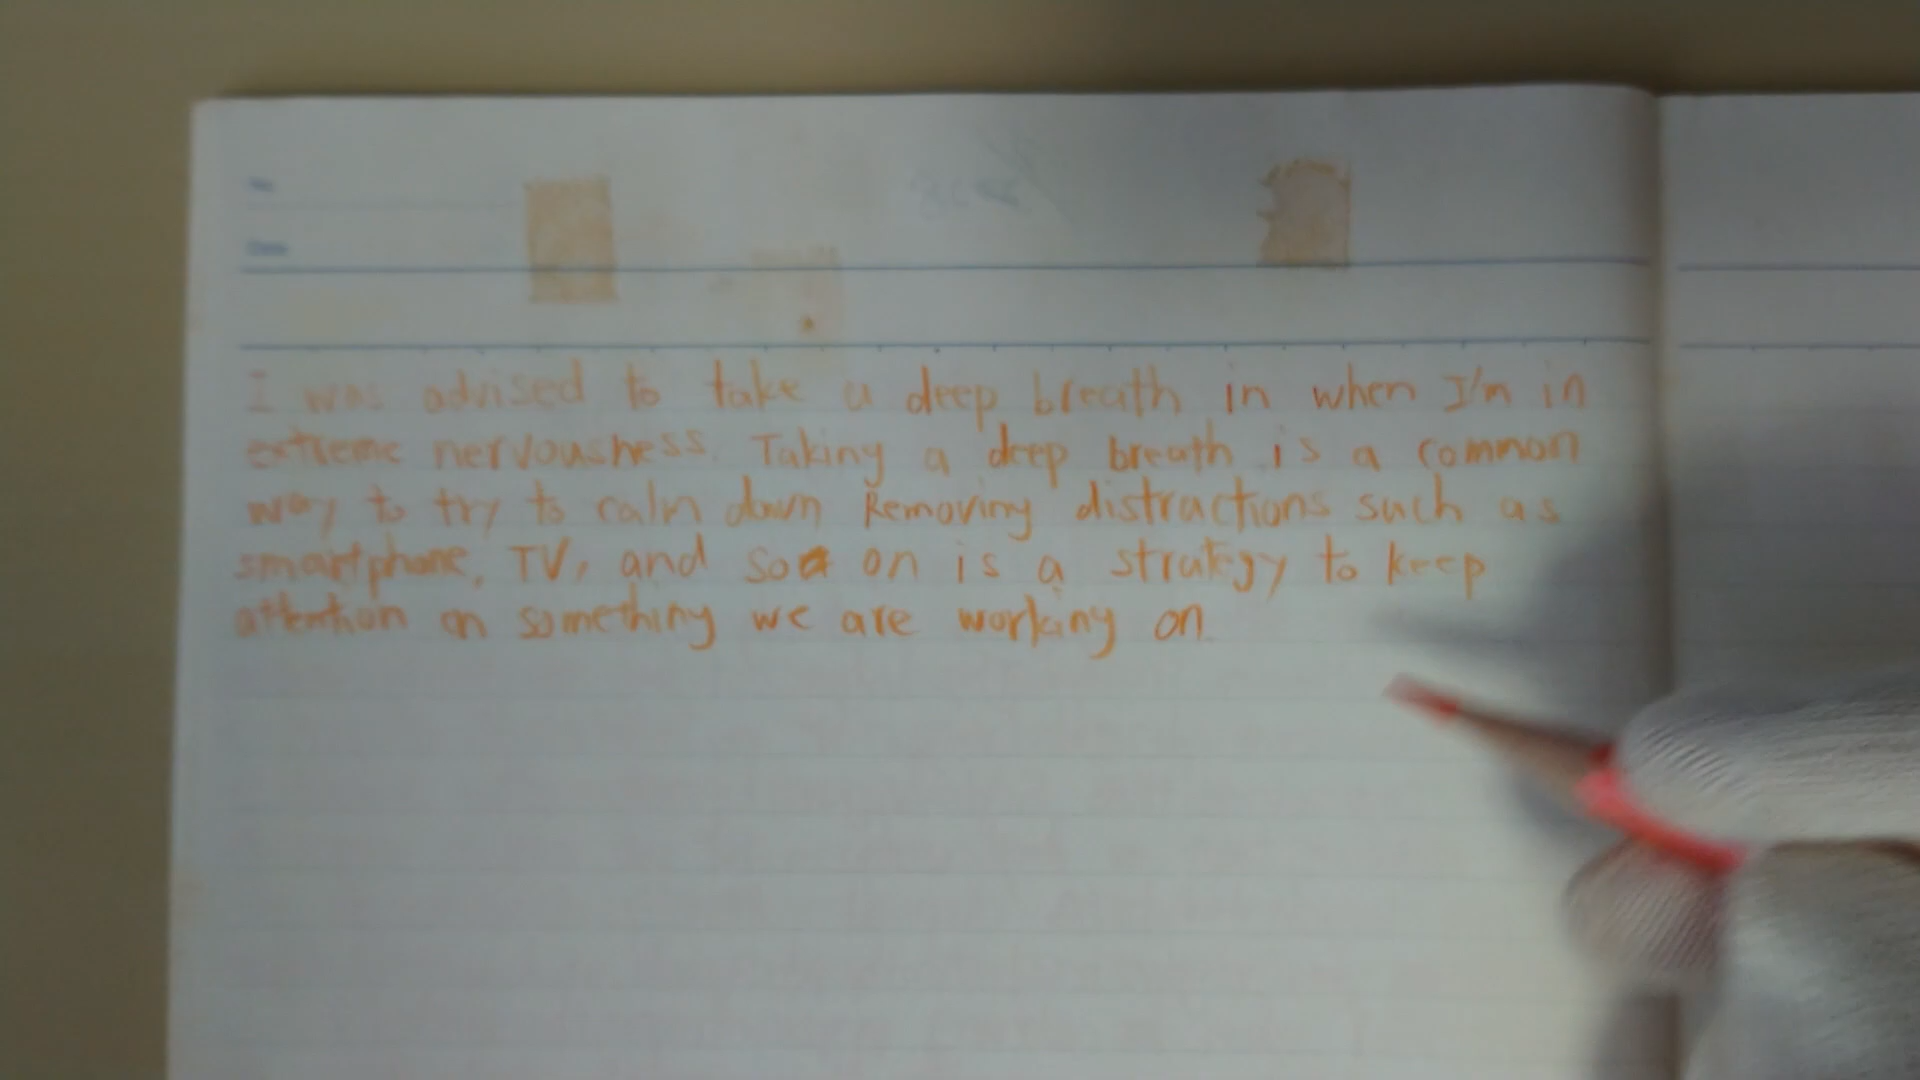 No.
Date
I was advised to take a deep breath in when I'm in
extreme nervousness. Taking a deep breath is a common
way to try to calm down Removing distractions such as
smartphone, TV, and so on is a strategy to keep
attention on something we are working on.